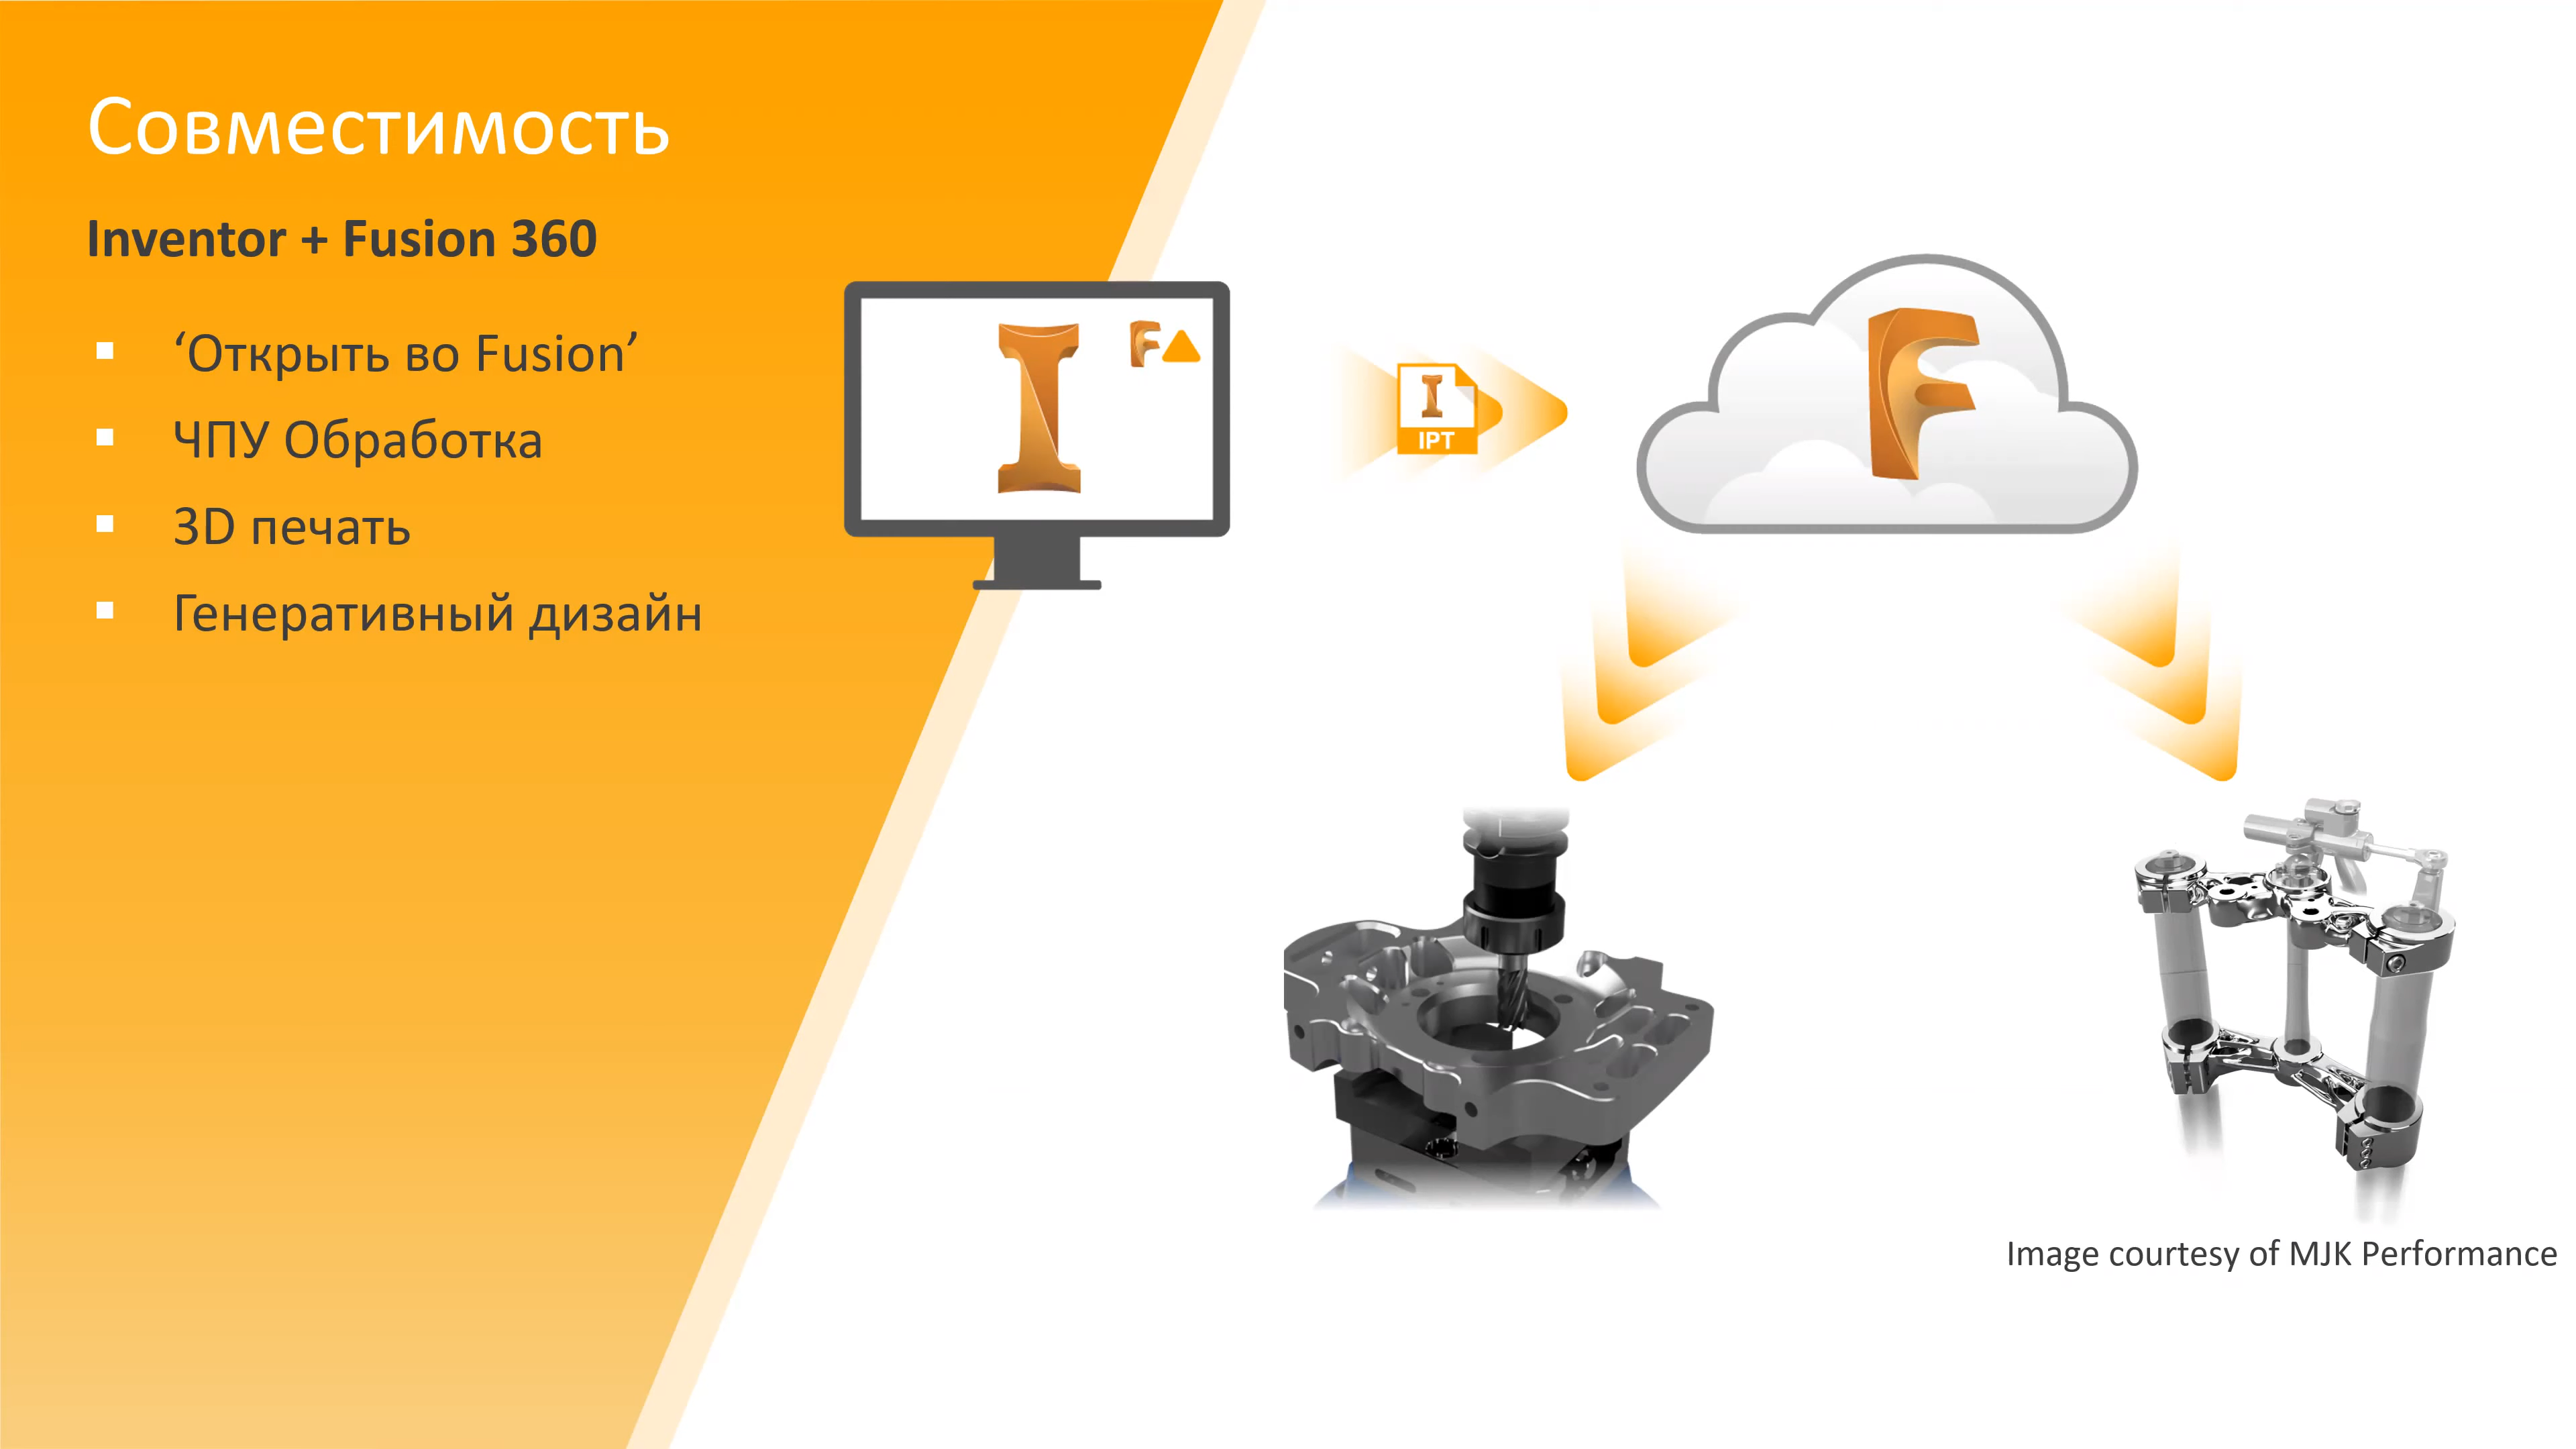 Совместимость
Inventor + Fusion 360
‘Открыть во Fusion’
ЧПУ Обработка
3D печать
Генеративный дизайн
IPT
Image courtesy of MJK Performance